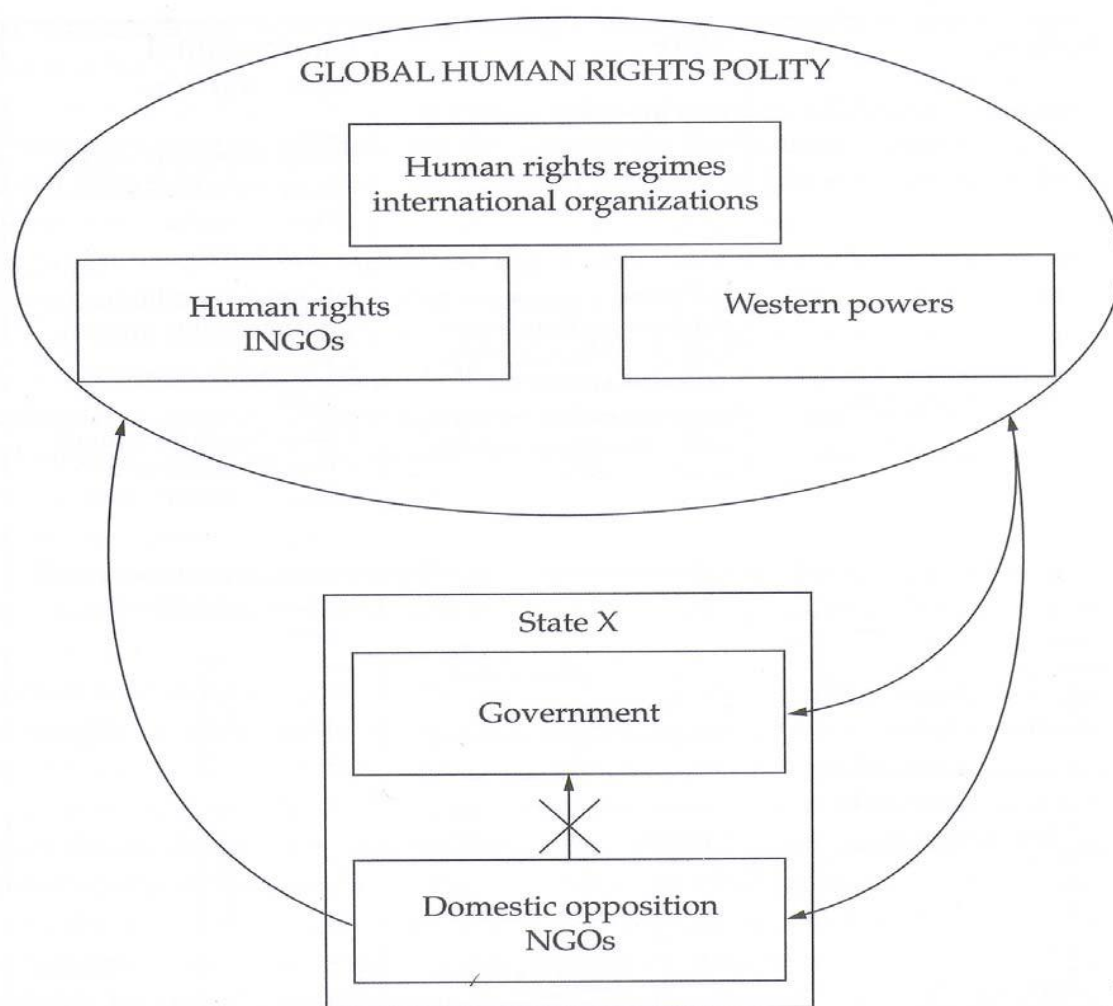 GLOBAL HUMAN RIGHTS POLITY
Human rights regimes
international organizations
Human rights
INGOs
Western powers
State X
Government
Domestic opposition
NGOs